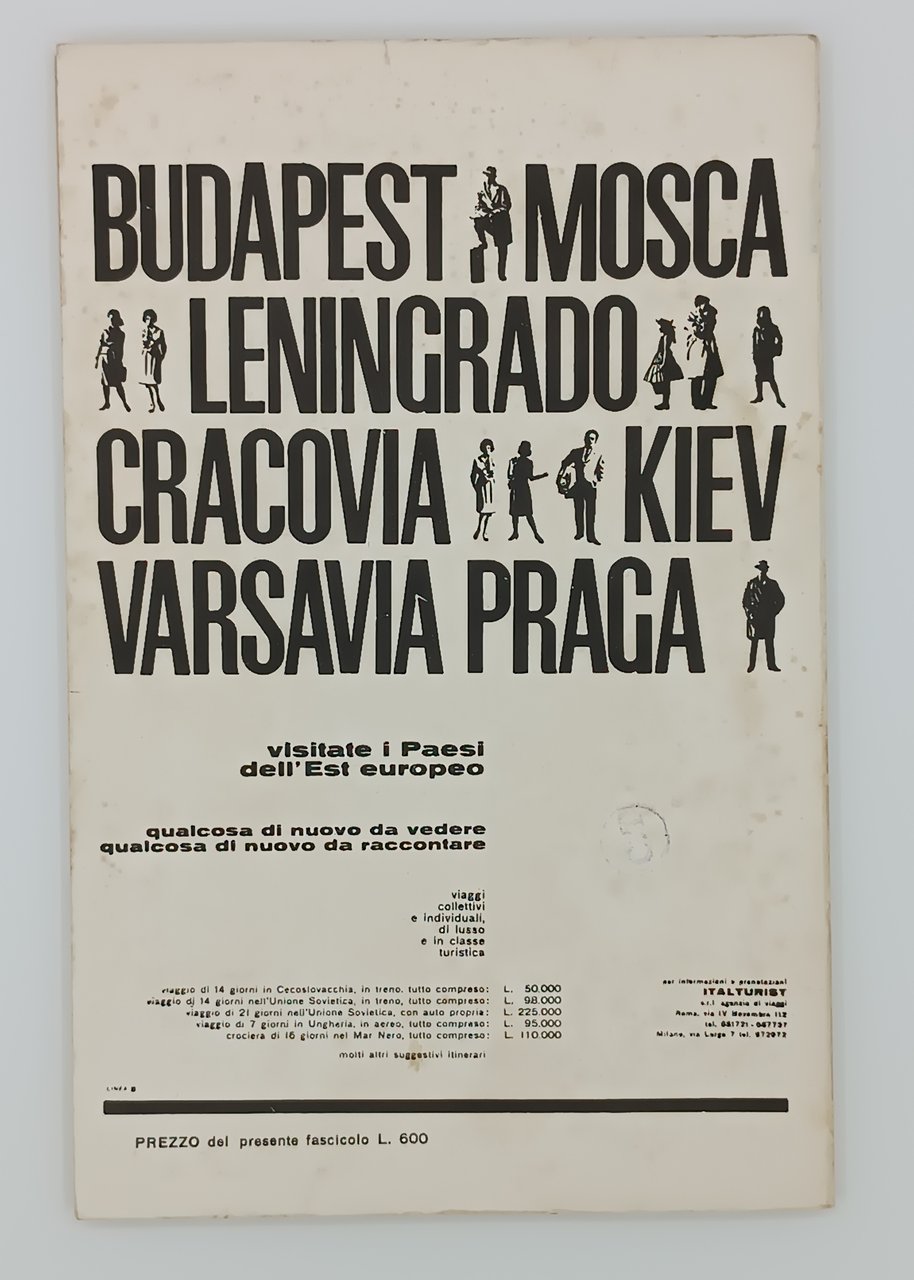 BUDAPEST MOSCA
LENINGRADO
CRACOVIA KIEV
VARSAVIA PRAGA
visitate i Paesi
dell'Est europeo
qualcosa di nuovo da vedere
qualcosa di nuovo da raccontare
viaggi
collettivi
e individuali,
di lusso
e in classe
turistica
viaggio di 14 giorni in Cecoslovacchia, in treno, tutto compreso: L. 50.000
viaggio di 14 giorni nell'Unione Sovietica, in treno, tutto compreso: L. 98.000
viaggio di 21 giorni nell'Unione Sovietica, con auto propria: L. 225.000
viaggio di 7 giorni in Ungheria, in aereo, tutto compreso: L. 95.000
crociera di 16 giorni nel Mar Nero, tutto compreso: L. 110.000
molti altri suggestivi itinerari
per informazioni e prenotazioni
ITALTURIST
s.r.l. agenzia di viaggi
Roma, via IV Novembre 112
tel.
Milano, via Larga 7 tel. 872972
LINEA
PREZZO del presente fascicolo L. 600